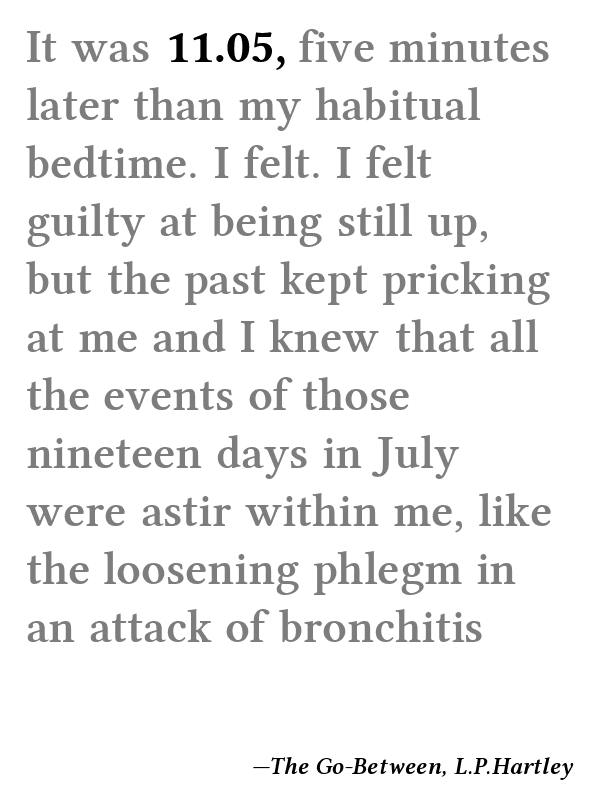 It was 11.05, five minutes
later than my habitual
bedtime. I felt. I felt
guilty at being still up,
but the past kept pricking
at me and I knew that all
the events of those
nineteen days in July
were astir within me, like
the loosening phlegm in
an attack of bronchitis
—The Go-Between, L.P.Hartley